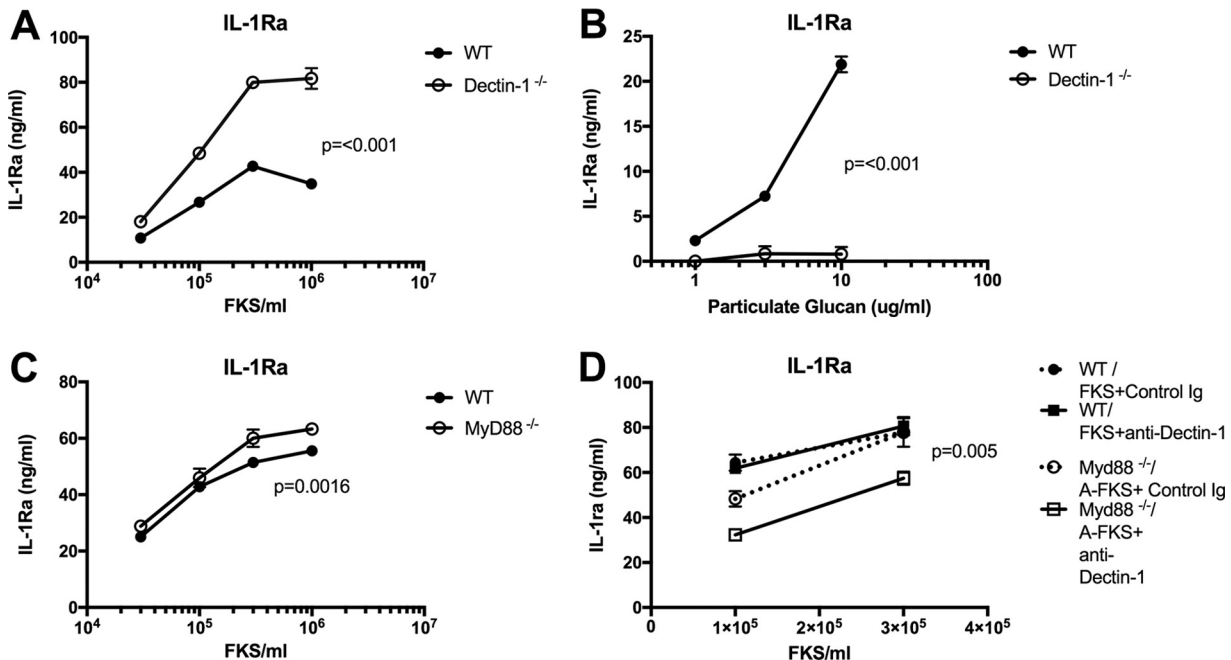 A
IL-1Ra
IL-1Ra (ng/ml)
100
80
60
40
20
0
10^4
10^5
10^6
10^7
FKS/ml
WT
Dectin-1 -/-
p=<0.001
B
IL-1Ra
IL-1Ra (ng/ml)
25
20
15
10
5
0
1
10
100
Particulate Glucan (ug/ml)
WT
Dectin-1 -/-
p=<0.001
C
IL-1Ra
IL-1Ra (ng/ml)
80
60
40
20
0
10^4
10^5
10^6
10^7
FKS/ml
WT
MyD88 -/-
p=0.0016
D
IL-1Ra
IL-1ra (ng/ml)
100
80
60
40
60
0
0
1×10^5
2×10^5
3×10^5
4×10^5
FKS/ml
WT /
FKS+Control Ig
WT/
FKS+anti-Dectin-1
Myd88 -/-/
A-FKS+ Control Ig
Myd88 -/-/
A-FKS+
anti-
Dectin-1
p=0.005